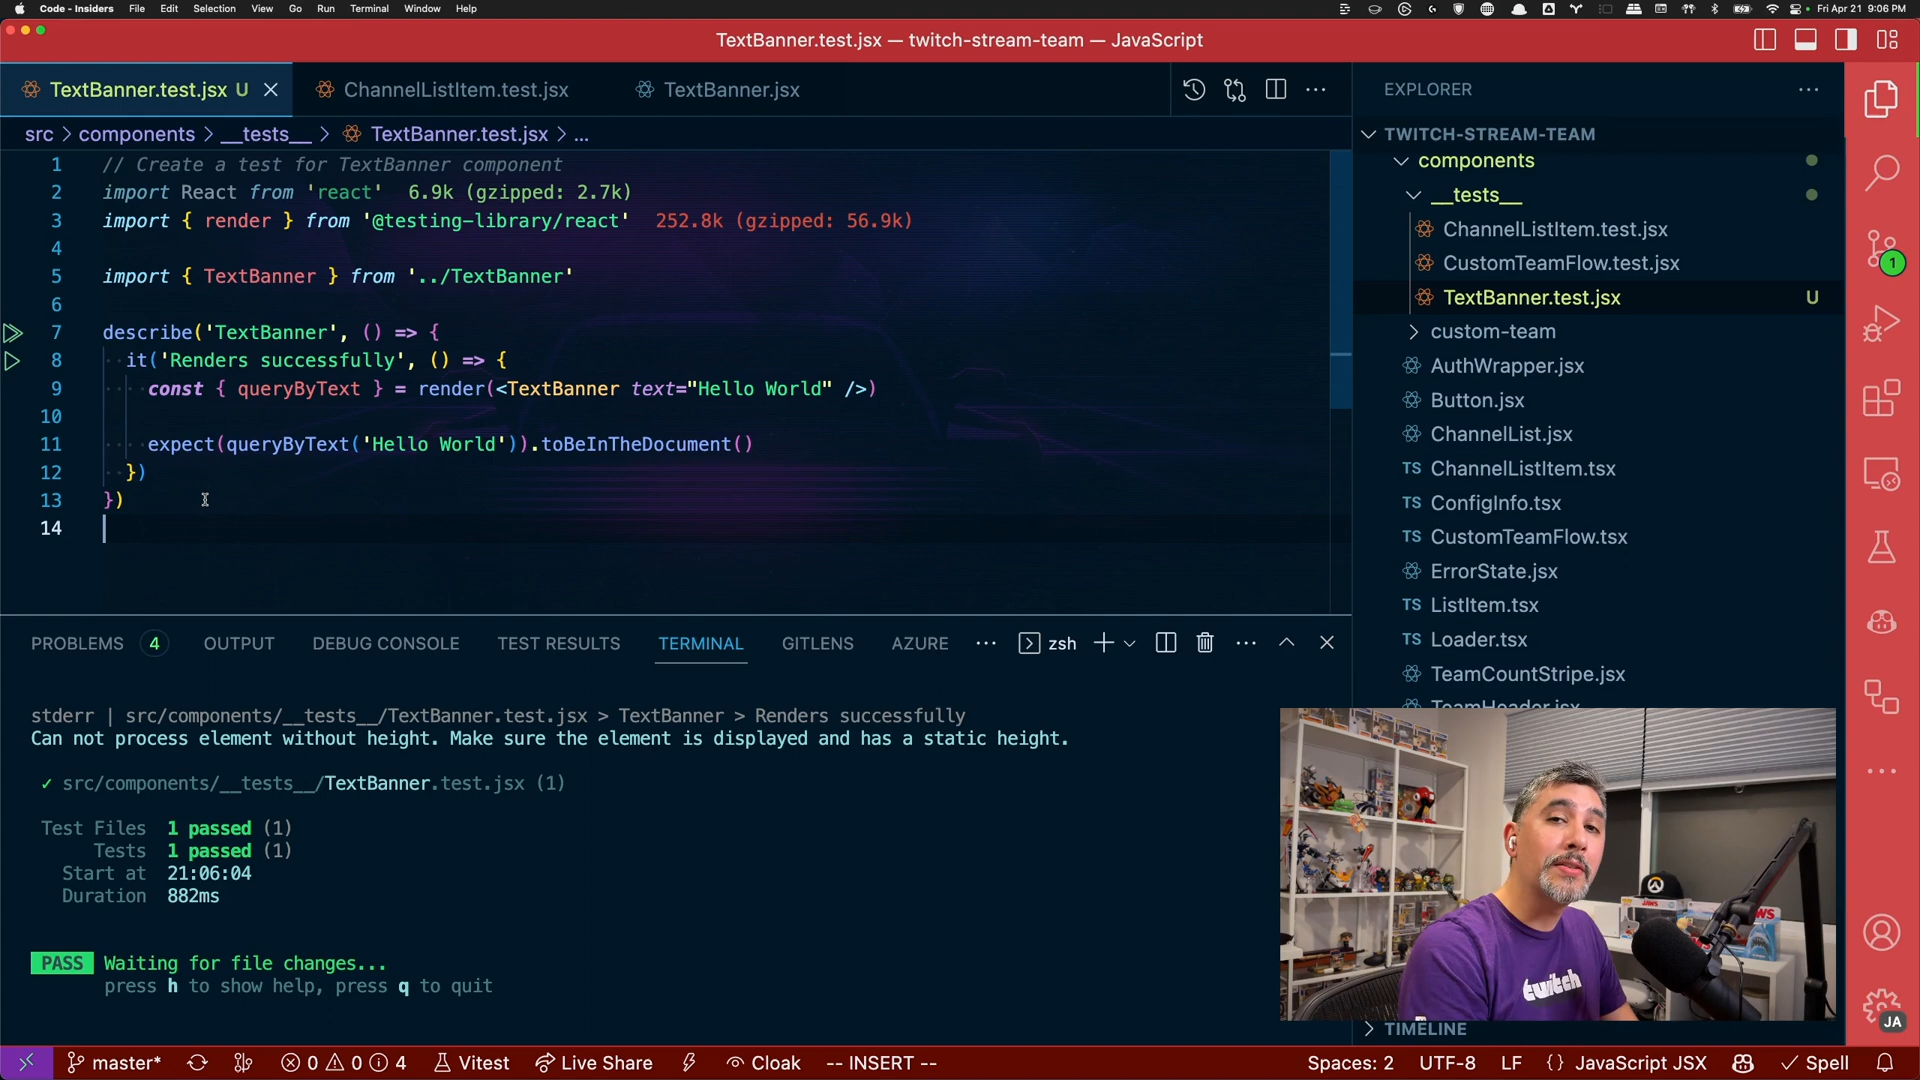 Code - Insiders File Edit Selection View Go Run Terminal Window Help
Fri Apr 21 9:06 PM
TextBanner.test.jsx — twitch-stream-team — JavaScript
TextBanner.test.jsx U
ChannelListItem.test.jsx
TextBanner.jsx
src > components > __tests__ > TextBanner.test.jsx > ...
1 // Create a test for TextBanner component
2 import React from 'react' 6.9k (gzipped: 2.7k)
3 import { render } from '@testing-library/react' 252.8k (gzipped: 56.9k)
4
5 import { TextBanner } from '../TextBanner'
6
7 describe('TextBanner', () => {
8 it('Renders successfully', () => {
9 const { queryByText } = render(<TextBanner text="Hello World" />)
10
11 expect(queryByText('Hello World')).toBeInTheDocument()
12 })
13 })
14
EXPLORER
TWITCH-STREAM-TEAM
components
__tests__
ChannelListItem.test.jsx
CustomTeamFlow.test.jsx
TextBanner.test.jsx U
custom-team
AuthWrapper.jsx
Button.jsx
ChannelList.jsx
TS ChannelListItem.tsx
TS ConfigInfo.tsx
TS CustomTeamFlow.tsx
ErrorState.jsx
TS ListItem.tsx
TS Loader.tsx
TeamCountStripe.jsx
TeamHeader.jsx
TIMELINE
1
JA
PROBLEMS 4 OUTPUT DEBUG CONSOLE TEST RESULTS TERMINAL GITLENS AZURE ... zsh
stderr | src/components/__tests__/TextBanner.test.jsx > TextBanner > Renders successfully
Can not process element without height. Make sure the element is displayed and has a static height.
✓ src/components/__tests__/TextBanner.test.jsx (1)
Test Files 1 passed (1)
Tests 1 passed (1)
Start at 21:06:04
Duration 882ms
PASS Waiting for file changes...
press h to show help, press q to quit
twitch
JAWS
master* 0 0 4 Vitest Live Share Cloak -- INSERT --
Spaces: 2 UTF-8 LF {} JavaScript JSX Spell